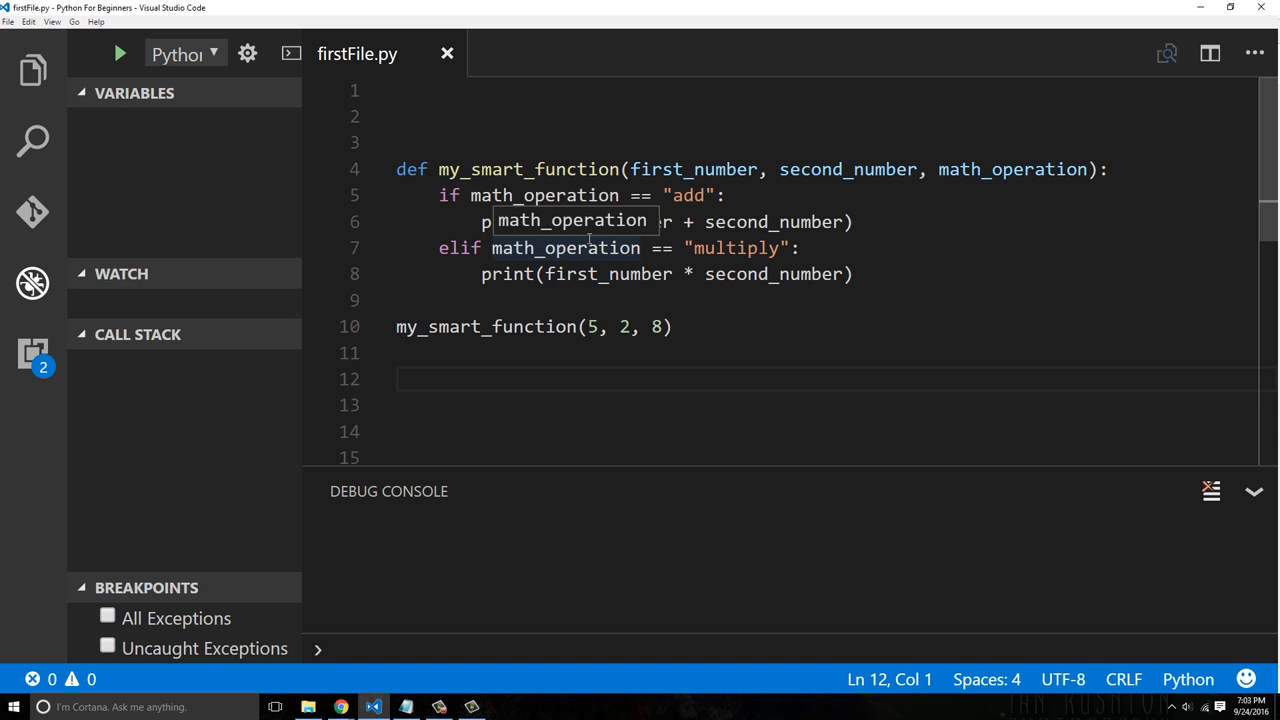 firstFile.py - Python For Beginners - Visual Studio Code
File Edit View Go Help
Pytho
firstFile.py
VARIABLES
WATCH
CALL STACK
2
BREAKPOINTS
All Exceptions
Uncaught Exceptions
1
2
3
4 def my_smart_function(first_number, second_number, math_operation):
5 if math_operation == "add":
math_operation
6 p r + second_number)
7 elif math_operation == "multiply":
8 print(first_number * second_number)
9
10 my_smart_function(5, 2, 8)
11
12
13
14
15
DEBUG CONSOLE
0 0
Ln 12, Col 1 Spaces: 4 UTF-8 CRLF Python
I'm Cortana. Ask me anything.
7:03 PM
9/24/2016